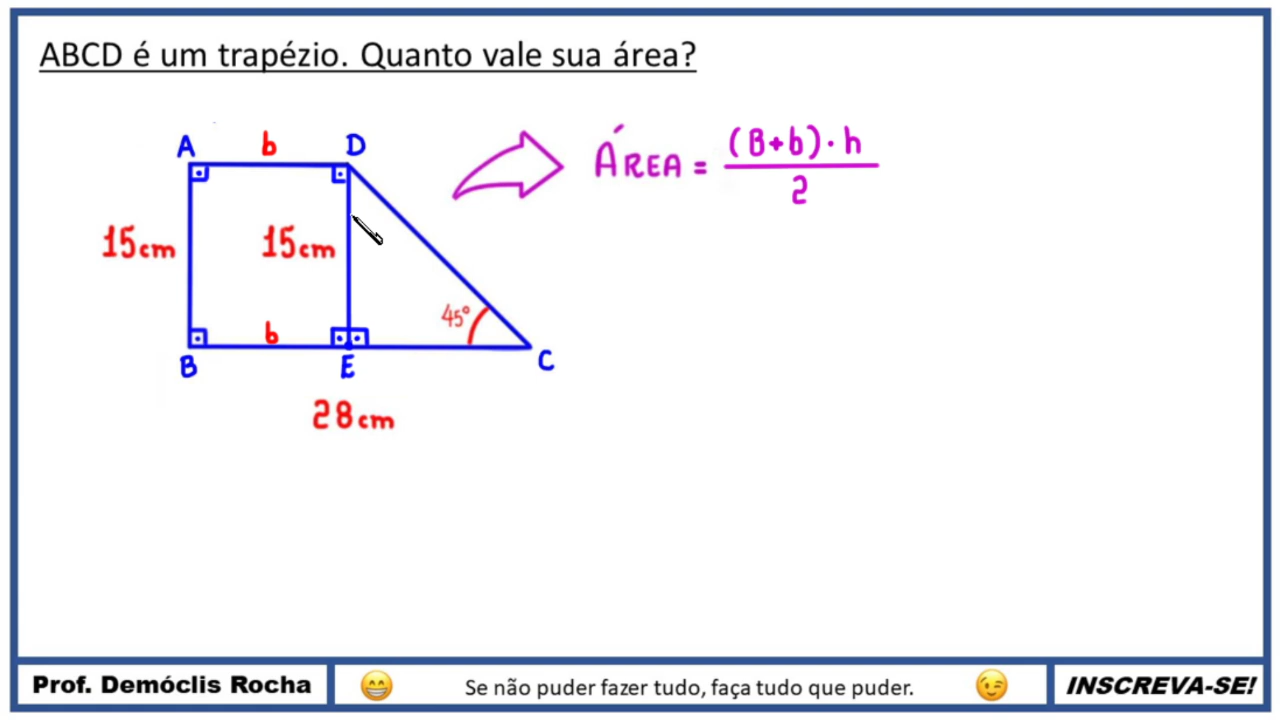 ABCD é um trapézio. Quanto vale sua área?
A b D
ÁREA = (B+b)·h
2
15cm 15cm
45°
b
B E C
28cm
Prof. Demóclis Rocha
Se não puder fazer tudo, faça tudo que puder.
INSCREVA-SE!